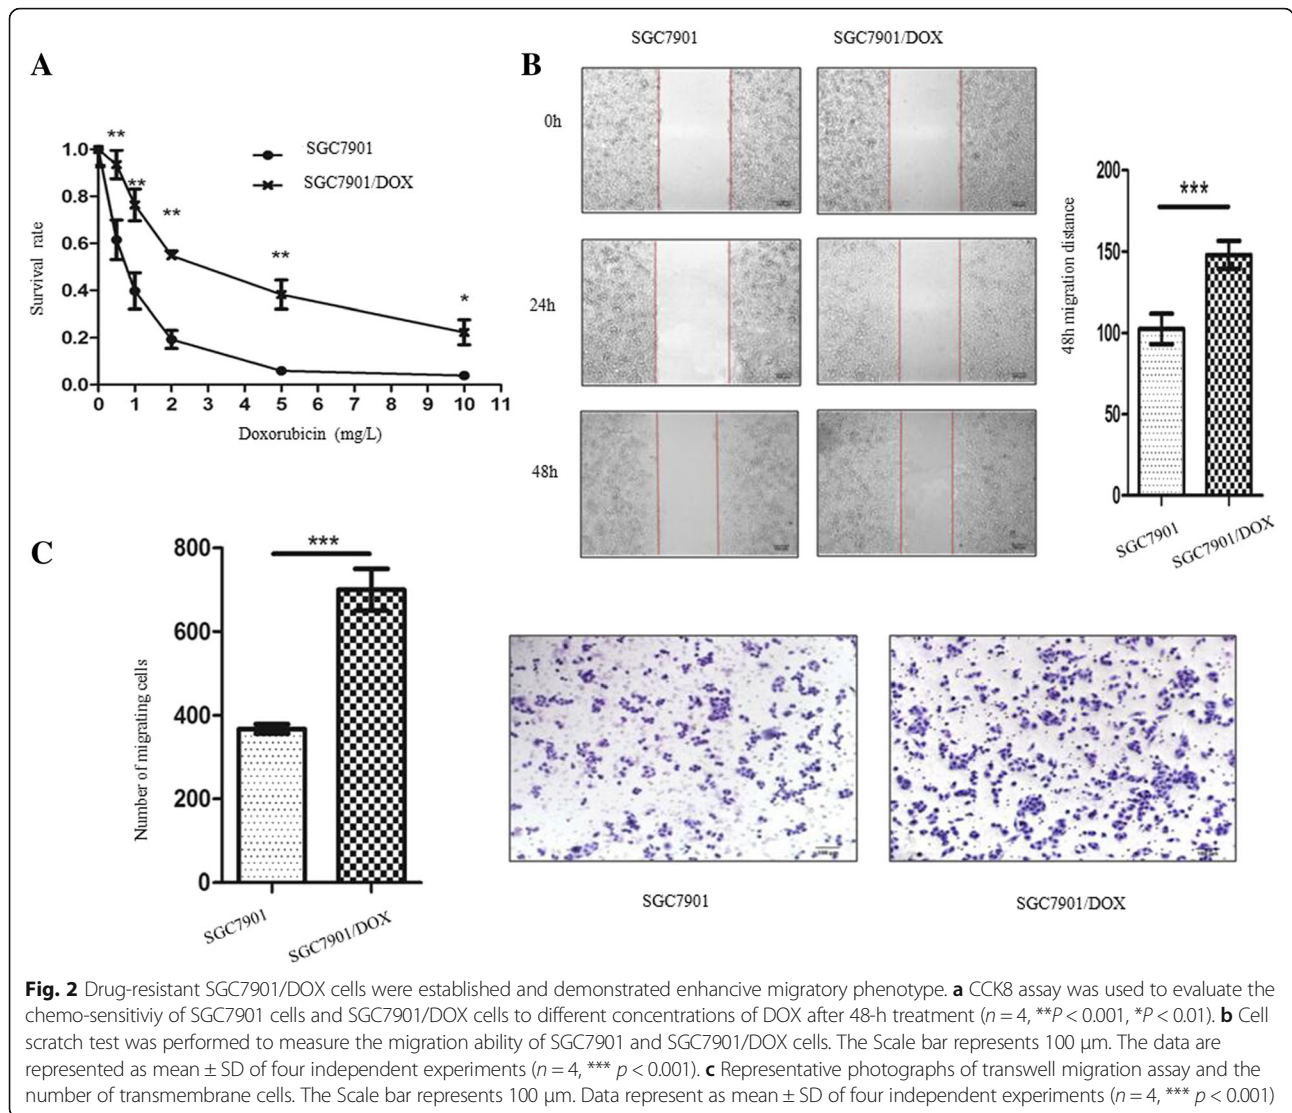 A
Survival rate
1.0
0.8
0.6
0.4
0.2
0.0
**
**
**
**
*
SGC7901
SGC7901/DOX
0 1 2 3 4 5 6 7 8 9 10 11
Doxorubicin (mg/L)
B
SGC7901 SGC7901/DOX
0h
24h
48h
48h migration distance
200
150
100
50
0
***
SGC7901
SGC7901/DOX
C
Number of migrating cells
800
600
400
200
0
***
SGC7901
SGC7901/DOX
SGC7901
SGC7901/DOX
Fig. 2 Drug-resistant SGC7901/DOX cells were established and demonstrated enhancive migratory phenotype. a CCK8 assay was used to evaluate the
chemo-sensitiviy of SGC7901 cells and SGC7901/DOX cells to different concentrations of DOX after 48-h treatment (n = 4, **P < 0.001, *P < 0.01). b Cell
scratch test was performed to measure the migration ability of SGC7901 and SGC7901/DOX cells. The Scale bar represents 100 μm. The data are
represented as mean ± SD of four independent experiments (n = 4, *** p < 0.001). c Representative photographs of transwell migration assay and the
number of transmembrane cells. The Scale bar represents 100 μm. Data represent as mean ± SD of four independent experiments (n = 4, *** p < 0.001)